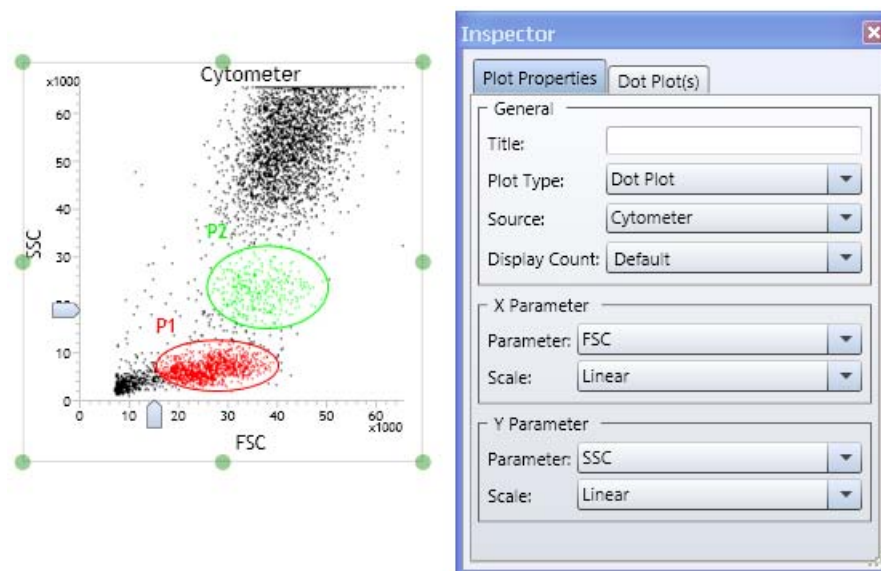 Cytometer
x1000
60
50
40
30
20
10
0
SSC
P2
P1
0 10 20 30 40 50 60
x1000
FSC
Inspector
Plot Properties Dot Plot(s)
General
Title:
Plot Type: Dot Plot
Source: Cytometer
Display Count: Default
X Parameter
Parameter: FSC
Scale: Linear
Y Parameter
Parameter: SSC
Scale: Linear